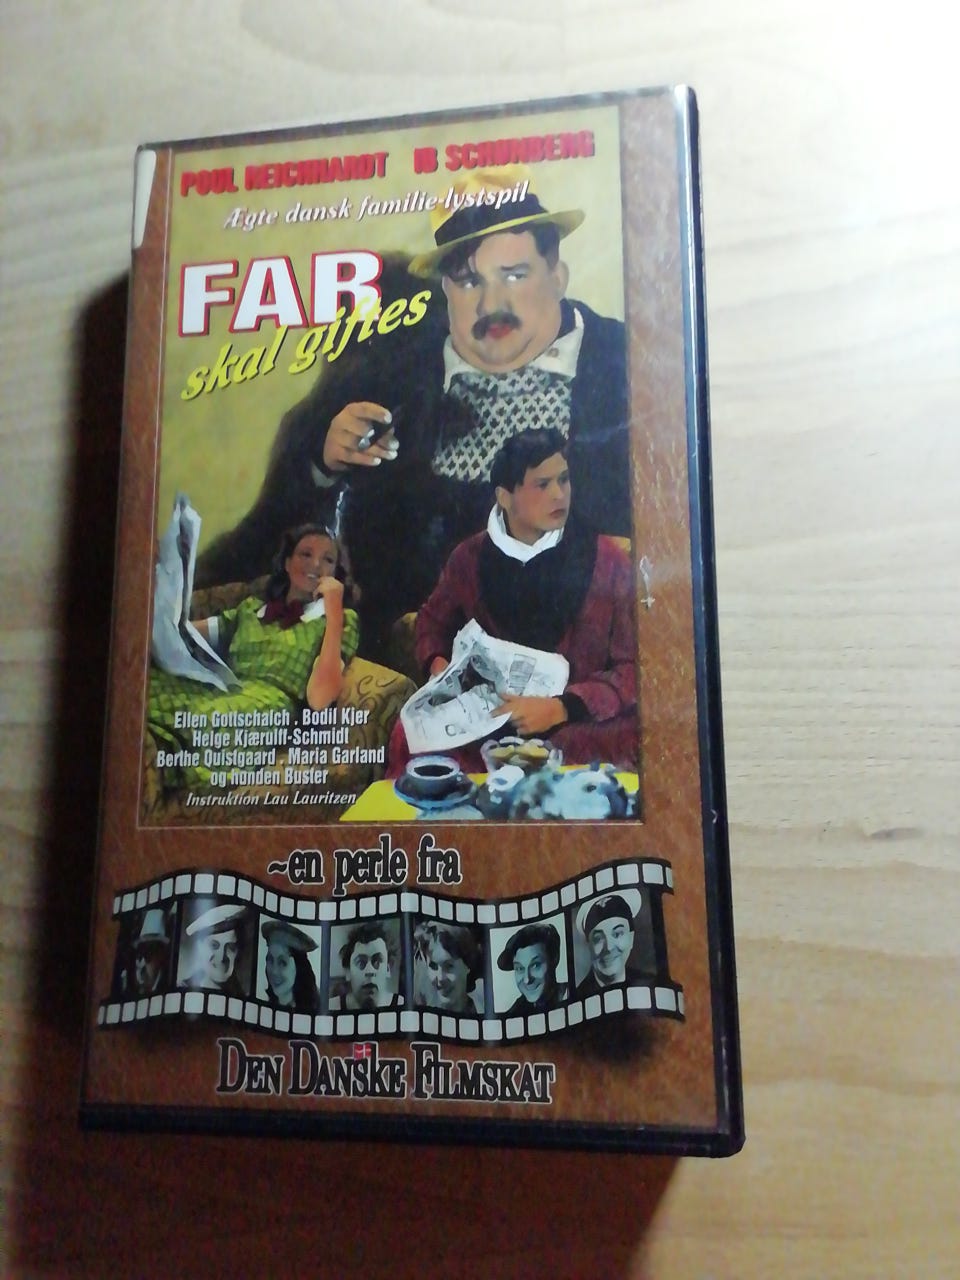 POUL REICHHARDT IB SCHØNBERG
Ægte dansk familie-lystspil
FAR
skal giftes
Ellen Gottschalch . Bodil Kjer
Helge Kjærulff-Schmidt
Berthe Quistgaard . Maria Garland
og hunden Buster
Instruktion Lau Lauritzen
~en perle fra
DEN DANSKE FILMSKAT